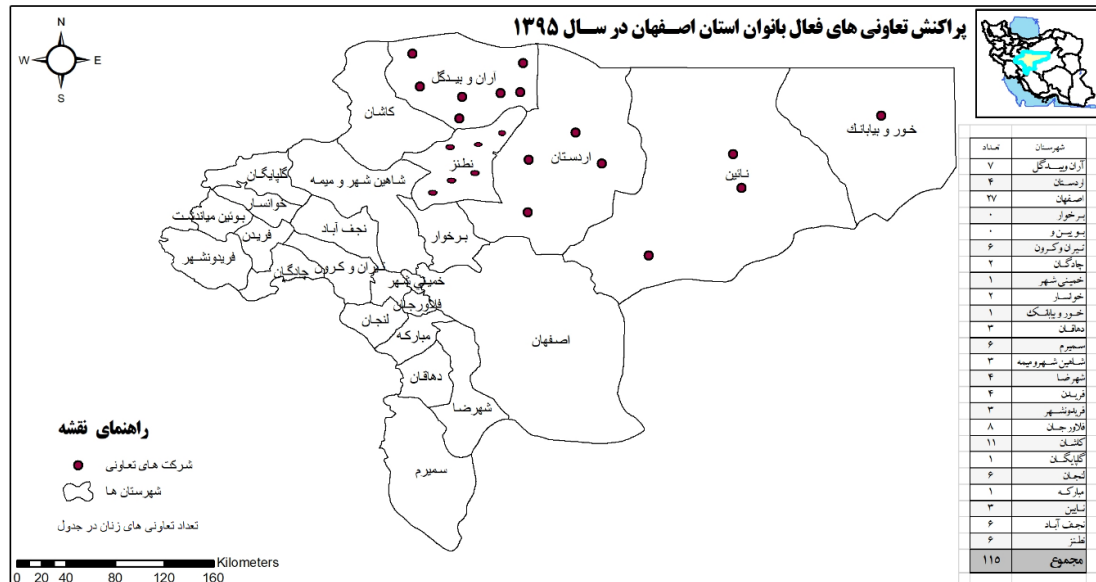 پراکنش تعاونی های فعال بانوان استان اصفهان در سال ۱۳۹۵
N
W E
S
اران و بیدگل
کاشان
خور و بیابانک
نطنز
اردستان
نائین
گلپایگان
شاهین شهر و میمه
خوانسار
بوئین میاندشت
نجف آباد
برخوار
فریدن
فریدونشهر
تیران و کرون
چادگان
خمینی شهر
فلاورجان
لنجان
مبارکه
اصفهان
دهاقان
شهرضا
سمیرم
راهنمای نقشه
شرکت های تعاونی
شهرستان ها
تعداد تعاونی های زنان در جدول
Kilometers
0 20 40 80 120 160
شهرستان تعداد
آران وبیدگل ۷
اردستان ۴
اصفهان ۲۷
برخوار ۰
بویین و ۰
تیران وکرون ۶
چادگان ۲
خمینی شهر ۱
خوانسار ۲
خور و بیابانک ۱
دهاقان ۳
سمیرم ۶
شاهین شهرومیمه ۳
شهرضا ۴
فریدن ۴
فریدونشهر ۳
فلاورجان ۸
کاشان ۱۱
گلپایگان ۱
لنجان ۶
مبارکه ۱
نایین ۳
نجف آباد ۶
نطنز ۶
مجموع ۱۱۵